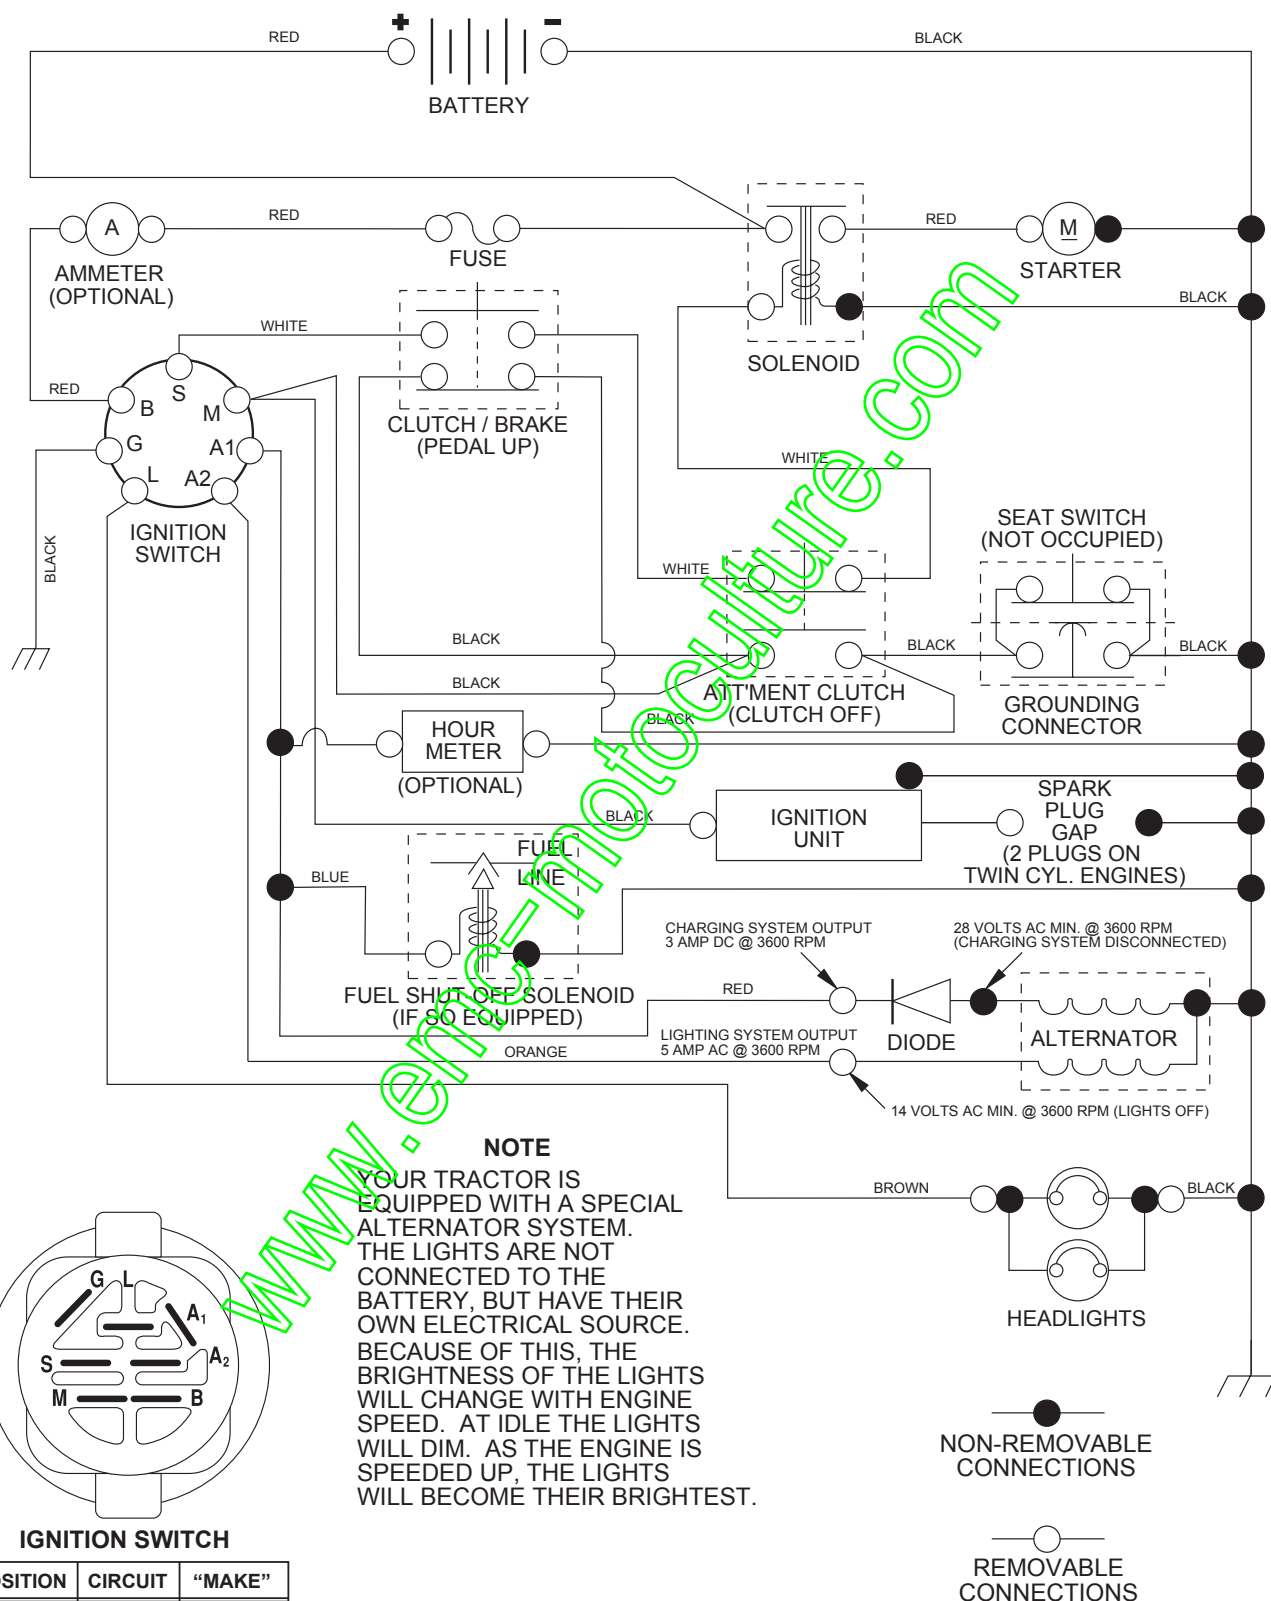 + -
RED
BLACK
BATTERY
A
RED
FUSE
RED
M
AMMETER
(OPTIONAL)
STARTER
BLACK
WHITE
SOLENOID
RED
S
B
M
G
A1
L
A2
CLUTCH / BRAKE
(PEDAL UP)
WHITE
IGNITION
SWITCH
BLACK
SEAT SWITCH
(NOT OCCUPIED)
WHITE
BLACK
BLACK
BLACK
BLACK
ATT'MENT CLUTCH
(CLUTCH OFF)
BLACK
GROUNDING
CONNECTOR
HOUR
METER
(OPTIONAL)
BLACK
IGNITION
UNIT
SPARK
PLUG
GAP
(2 PLUGS ON
TWIN CYL. ENGINES)
FUEL
LINE
BLUE
CHARGING SYSTEM OUTPUT
3 AMP DC @ 3600 RPM
28 VOLTS AC MIN. @ 3600 RPM
(CHARGING SYSTEM DISCONNECTED)
FUEL SHUT-OFF SOLENOID
(IF SO EQUIPPED)
RED
DIODE
ALTERNATOR
ORANGE
LIGHTING SYSTEM OUTPUT
5 AMP AC @ 3600 RPM
14 VOLTS AC MIN. @ 3600 RPM (LIGHTS OFF)
NOTE
YOUR TRACTOR IS
EQUIPPED WITH A SPECIAL
ALTERNATOR SYSTEM.
THE LIGHTS ARE NOT
CONNECTED TO THE
BATTERY, BUT HAVE THEIR
OWN ELECTRICAL SOURCE.
BECAUSE OF THIS, THE
BRIGHTNESS OF THE LIGHTS
WILL CHANGE WITH ENGINE
SPEED. AT IDLE THE LIGHTS
WILL DIM. AS THE ENGINE IS
SPEEDED UP, THE LIGHTS
WILL BECOME THEIR BRIGHTEST.
BROWN
BLACK
HEADLIGHTS
G L
A1
S
A2
M
B
IGNITION SWITCH
OSITION CIRCUIT “MAKE”
NON-REMOVABLE
CONNECTIONS
REMOVABLE
CONNECTIONS
www.emc-motoculture.com